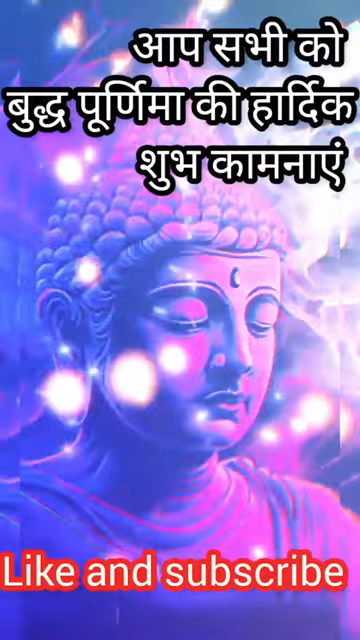 आप सभी को
बुद्ध पूर्णिमा की हार्दिक
शुभ कामनाएं
Like and subscribe